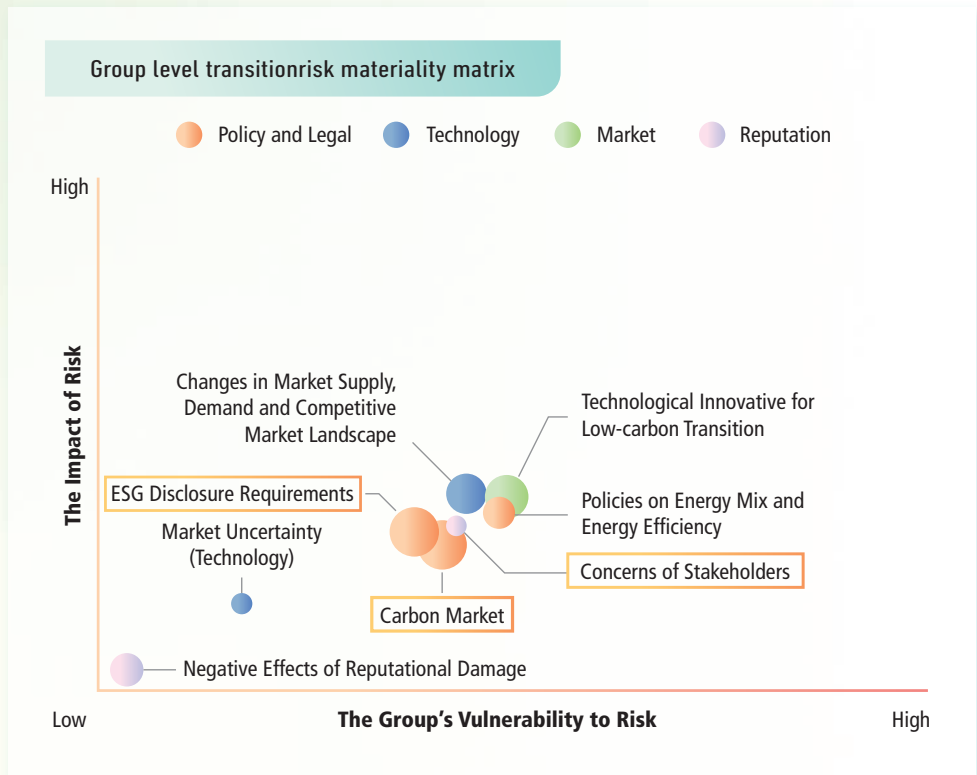 Group level transitionrisk materiality matrix
Policy and Legal
Technology
Market
Reputation
High
The Impact of Risk
Changes in Market Supply,
Demand and Competitive
Market Landscape
Technological Innovative for
Low-carbon Transition
ESG Disclosure Requirements
Policies on Energy Mix and
Energy Efficiency
Market Uncertainty
(Technology)
Concerns of Stakeholders
Carbon Market
Negative Effects of Reputational Damage
Low
The Group's Vulnerability to Risk
High